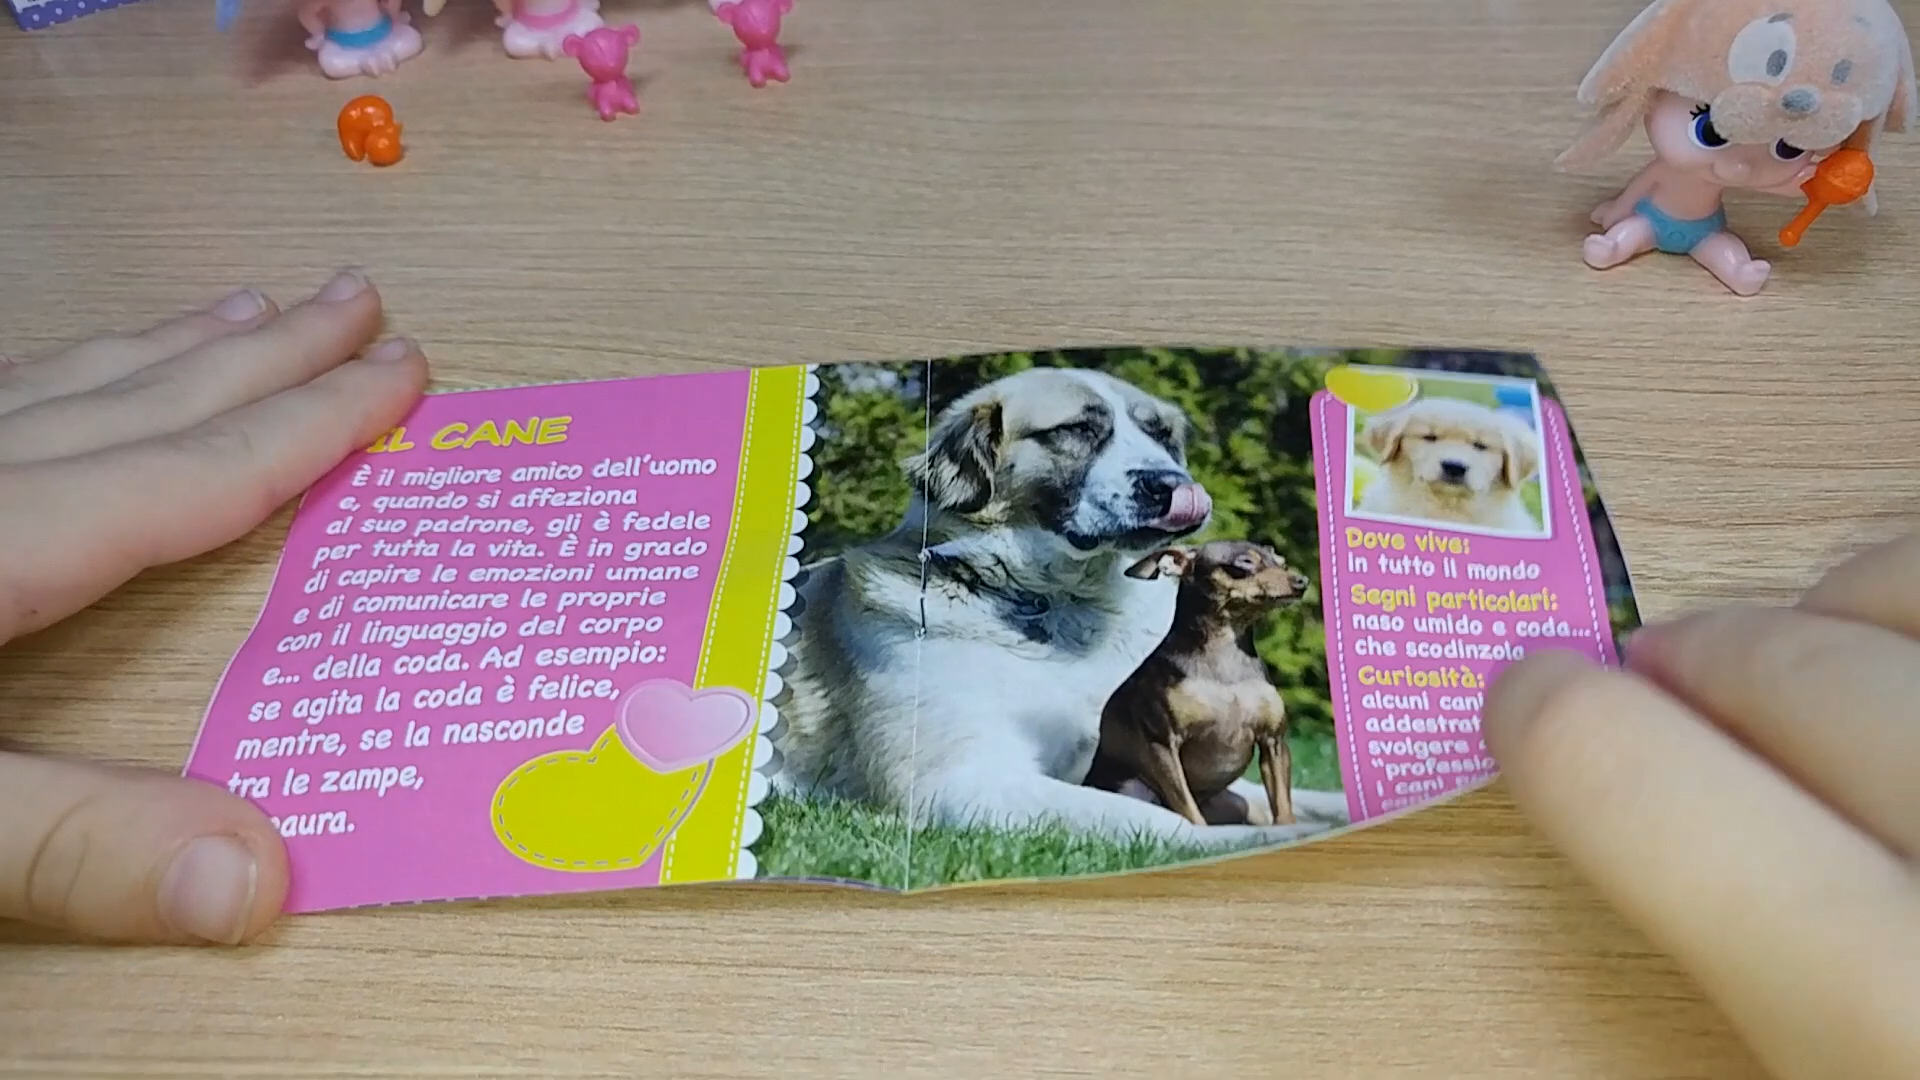 IL CANE
È il migliore amico dell'uomo
e, quando si affeziona
al suo padrone, gli è fedele
per tutta la vita. È in grado
di capire le emozioni umane
e di comunicare le proprie
con il linguaggio del corpo
e... della coda. Ad esempio:
se agita la coda è felice,
mentre, se la nasconde
tra le zampe,
Dove vive:
in tutto il mondo
Segni particolari:
naso umido e coda...
che scodinzola
Curiosità:
alcuni
svolgere
i cani